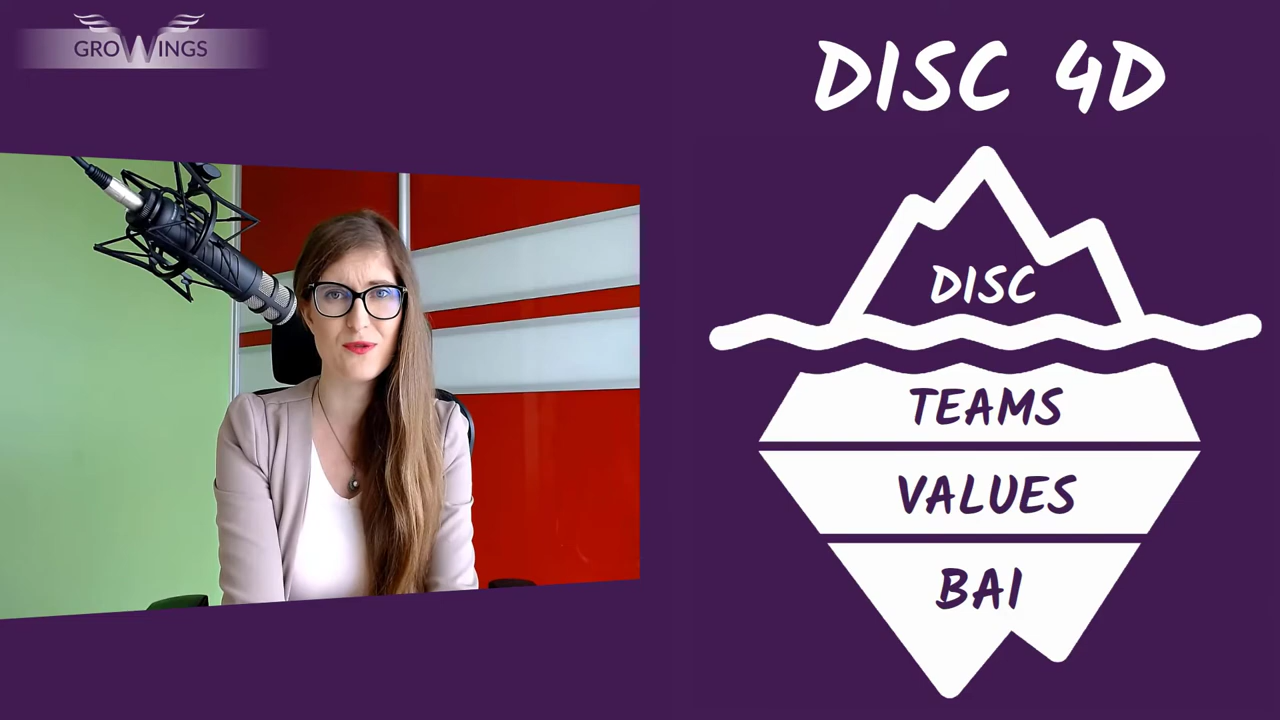 GROWINGS
DISC 4D
DISC
TEAMS
VALUES
BAI